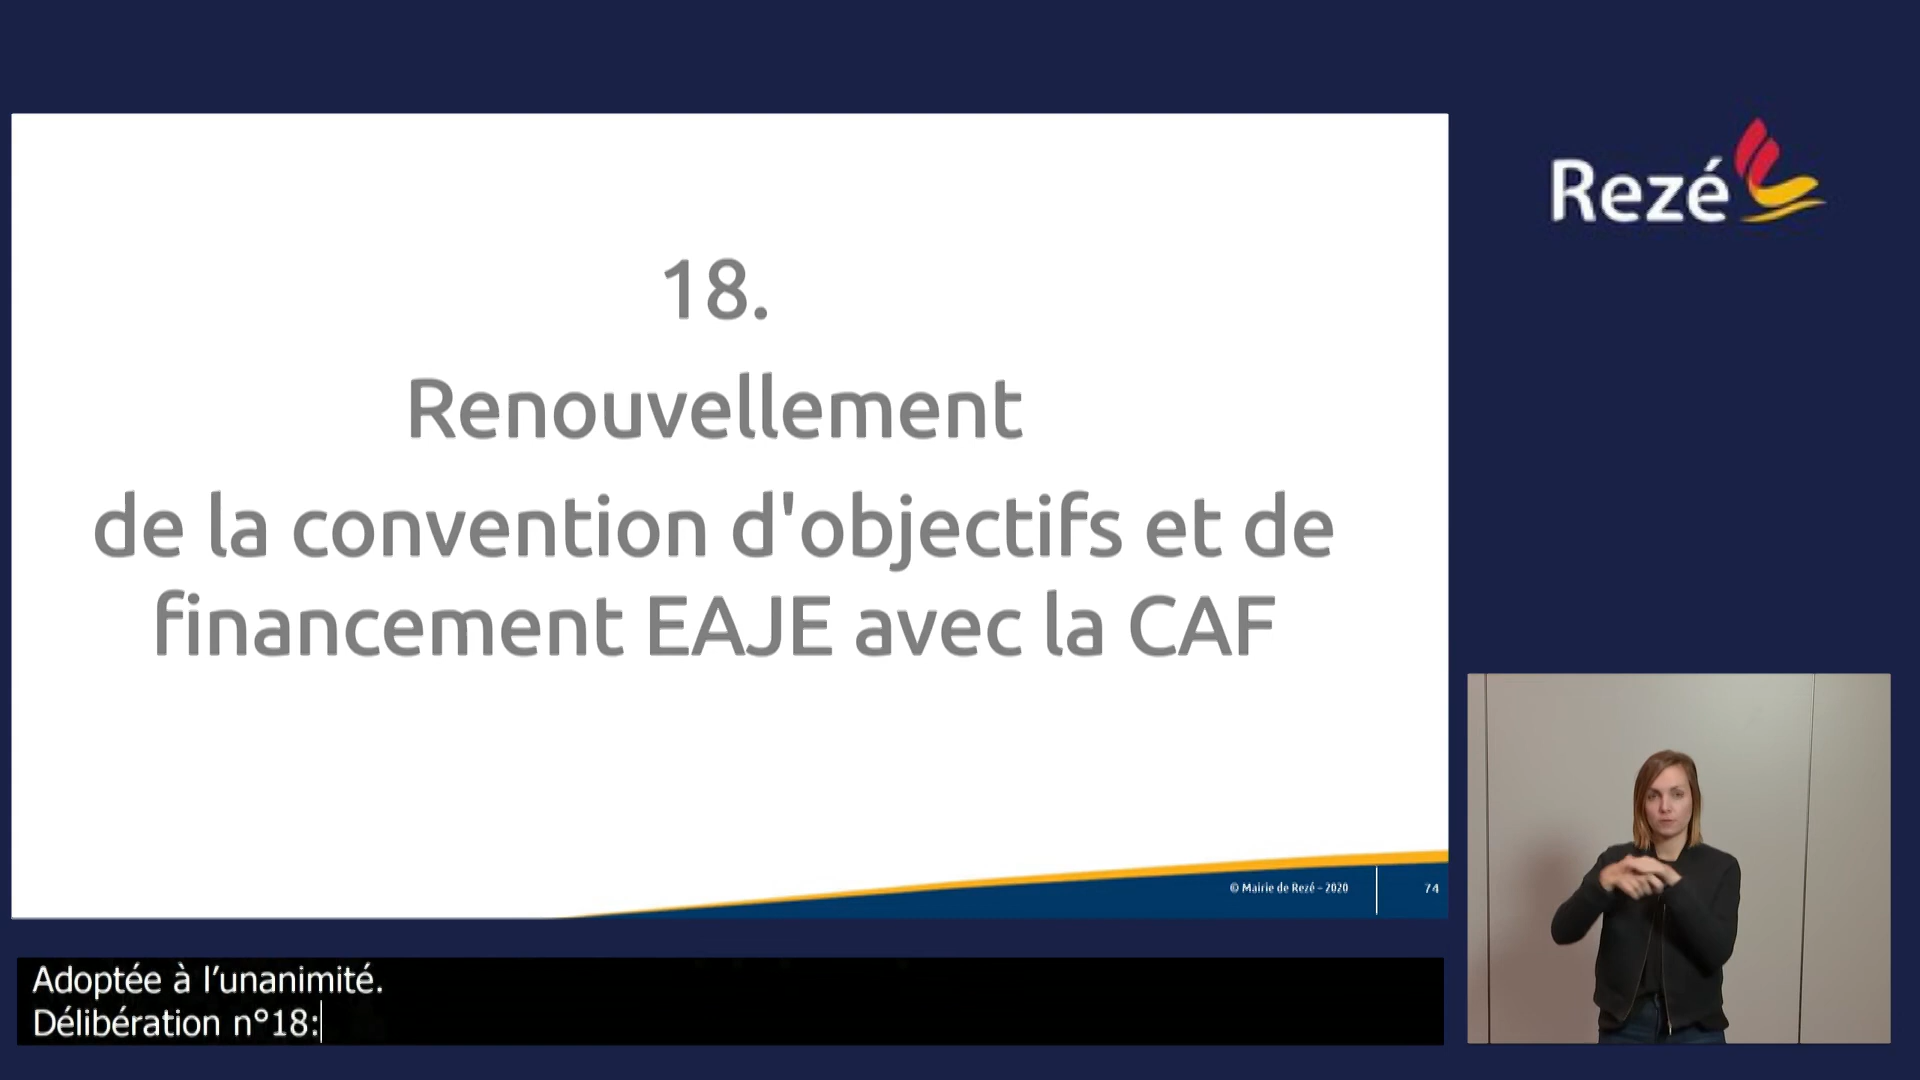 Rezé
18.
Renouvellement
de la convention d'objectifs et de
financement EAJE avec la CAF
© Mairie de Rezé – 2020
74
Adoptée à l’unanimité.
Délibération n°18: